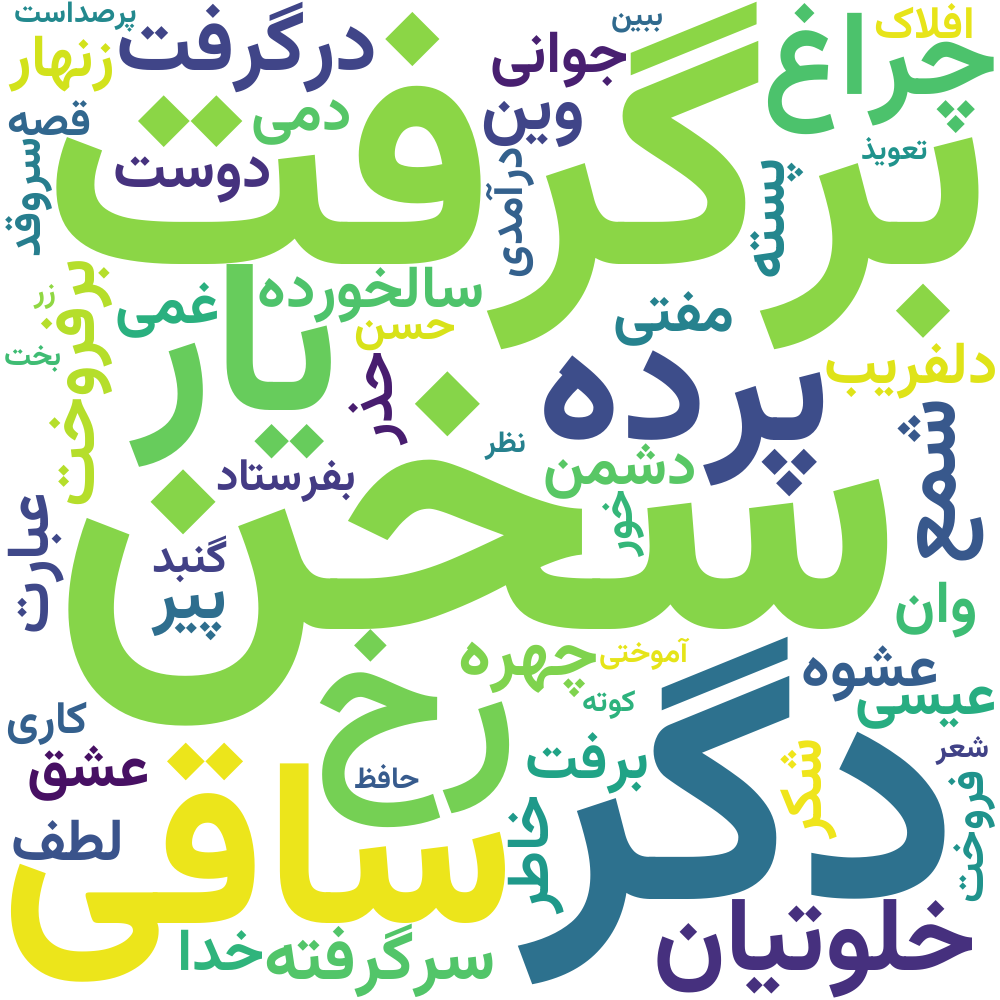 پرصداست
ببین
افلاک
زنهار
درگرفت
جوانی
چراغ
قصه
دمی
وین
برگرفت
تعویذ
سروقد
دوست
درآمدی
پسته
برفروخت
زر
غمی
سالخورده
حسن
مفتی
یار
بخت
حذر
پرده
دلفریب
شمع
نظر
بفرستاد
دشمن
سخن
خور
عبارت
گنبد
پیر
وان
چهره
آموختی
عشوه
عیسی
رخ
کوته
دگر
کاری
عشق
حافظ
برفت
شکر
شعر
فروخت
لطف
ساقی
خاطر
خلوتیان
خدا
سرگرفته